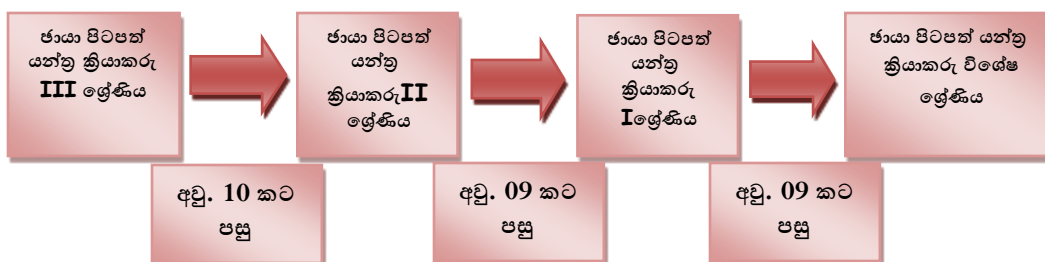 ඡායා පිටපත්
යන්ත්‍ර ක්‍රියාකරු
III ශ්‍රේණිය
ඡායා පිටපත්
යන්ත්‍ර
ක්‍රියාකරුII
ශ්‍රේණිය
ඡායා පිටපත්
යන්ත්‍ර
ක්‍රියාකරු
Iශ්‍රේණිය
ඡායා පිටපත් යන්ත්‍ර
ක්‍රියාකරු විශේෂ
ශ්‍රේණිය
අවු. 10 කට
පසු
අවු. 09 කට
පසු
අවු. 09 කට
පසු